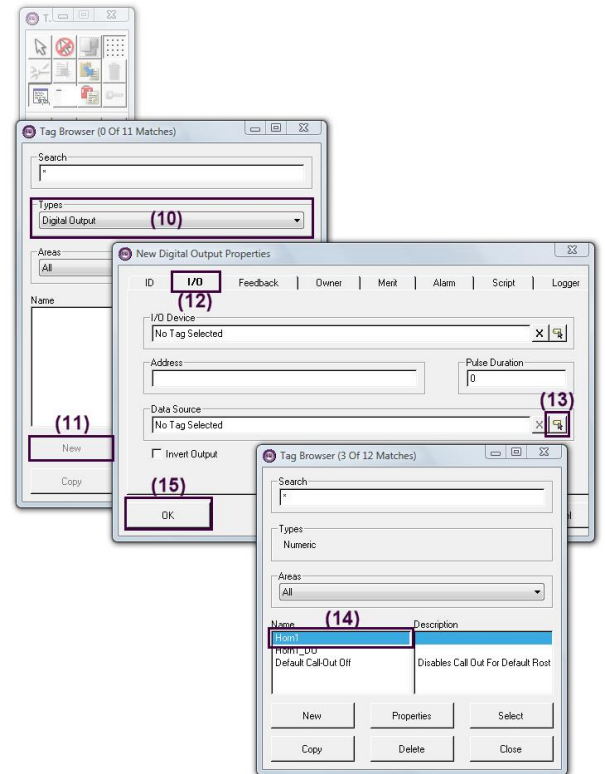 T.
Tag Browser (0 Of 11 Matches)
Search
*
Types
Digital Output
(10)
Areas
All
Name
(11)
New
Copy
New Digital Output Properties
ID I/O Feedback Owner Merit Alarm Script Logger
(12)
I/O Device
No Tag Selected
X
Address
Pulse Duration
0
(13)
Data Source
No Tag Selected
X
Invert Output
(15)
OK
Tag Browser (3 Of 12 Matches)
Search
*
Types
Numeric
Areas
All
Name (14) Description
Horn1
Horn1_DO
Default Call-Out Off Disables Call Out For Default Rost
New Properties Select
Copy Delete Close